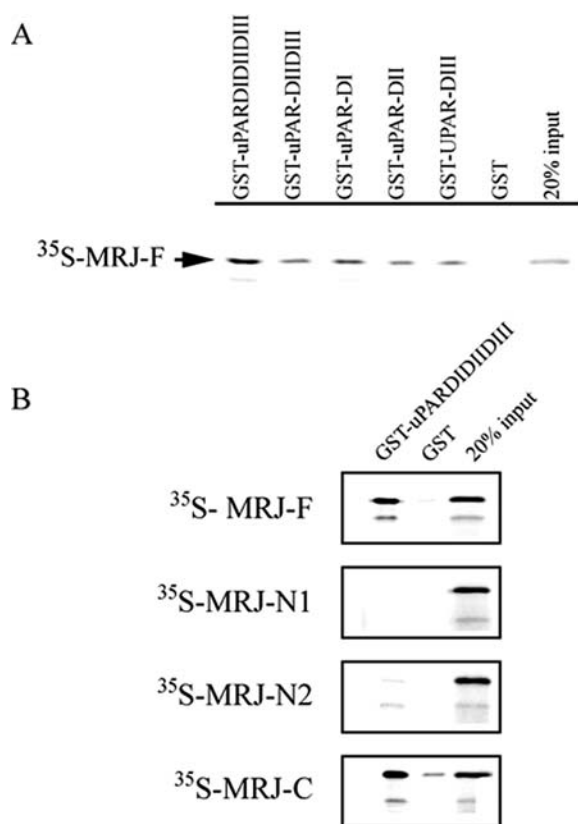 A
GST-uPARDIDIIDIII
GST-uPAR-DIIDIII
GST-uPAR-DI
GST-uPAR-DII
GST-UPAR-DIII
GST
20% input
35S-MRJ-F
B
GST-uPARDIDIIDIII
GST
20% input
35S- MRJ-F
35S-MRJ-N1
35S-MRJ-N2
35S-MRJ-C